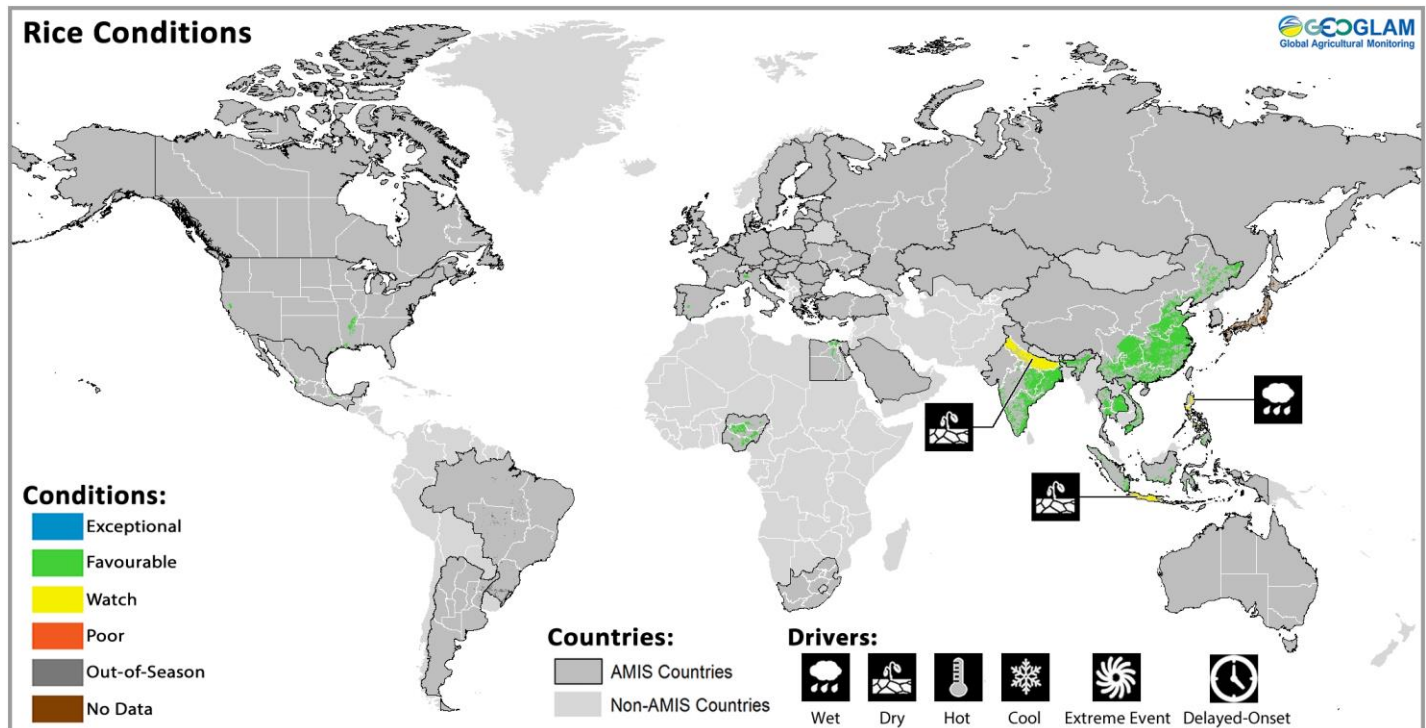 Rice Conditions
GEOGLAM
Global Agricultural Monitoring
Conditions:
Exceptional
Favourable
Watch
Poor
Out-of-Season
No Data
Countries:
AMIS Countries
Non-AMIS Countries
Drivers:
Wet
Dry
Hot
Cool
Extreme Event
Delayed-Onset